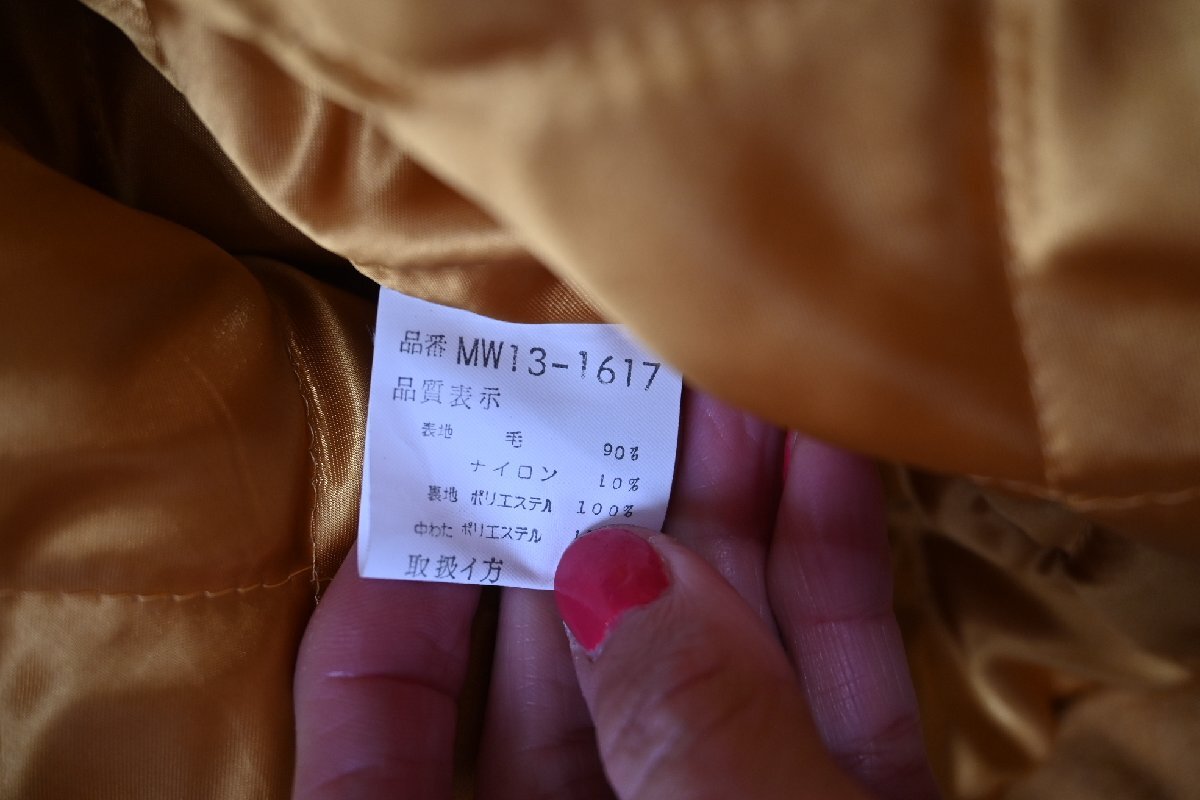 品番 MW13-1617
品質表示
表地 毛 90%
ナイロン 10%
裏地 ポリエステル 100%
中わた ポリエステル
取扱イ方